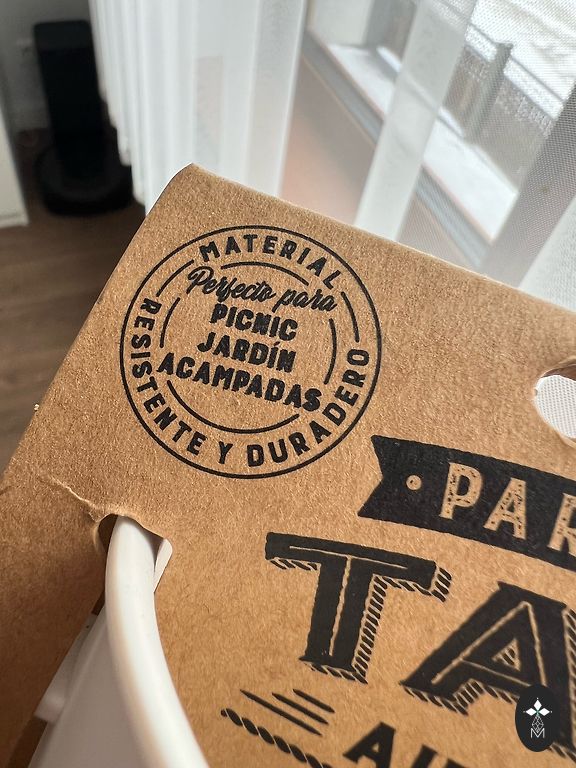 MATERIAL
Perfecto para
PICNIC
JARDÍN
ACAMPADAS
RESISTENTE Y DURADERO